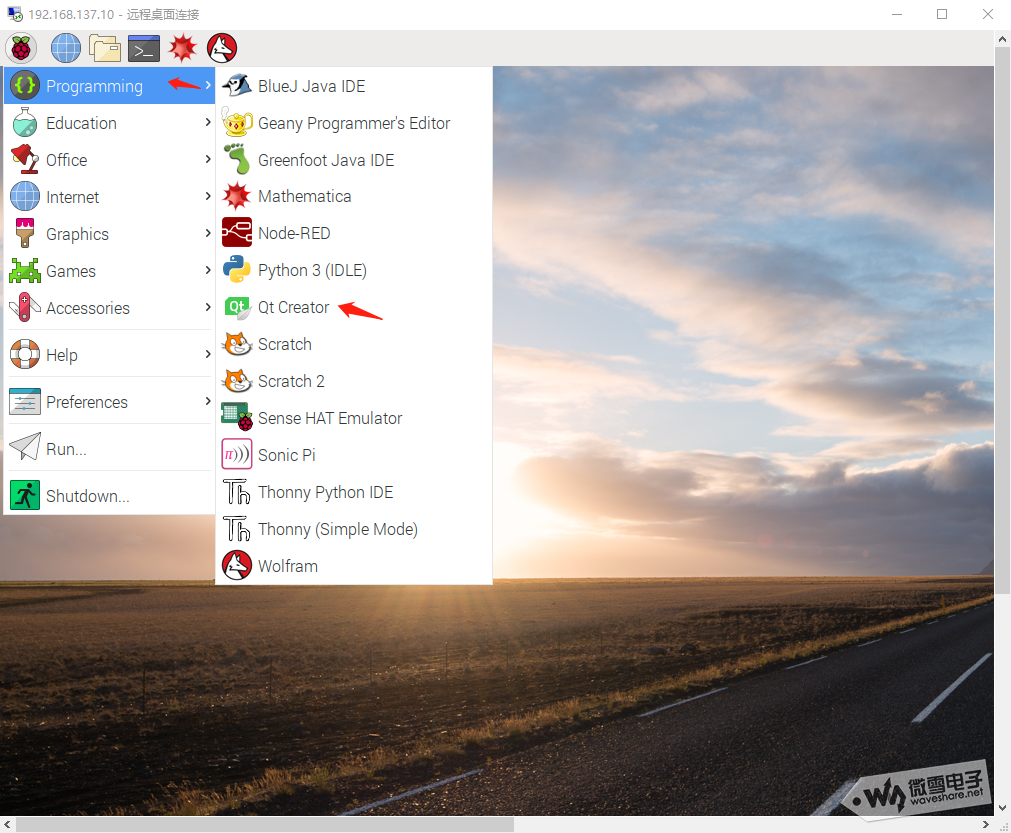 192.168.137.10 - 远程桌面连接
Programming
Education
Office
Internet
Graphics
Games
Accessories
Help
Preferences
Run...
Shutdown...
BlueJ Java IDE
Geany Programmer's Editor
Greenfoot Java IDE
Mathematica
Node-RED
Python 3 (IDLE)
Qt Creator
Scratch
Scratch 2
Sense HAT Emulator
Sonic Pi
Thonny Python IDE
Thonny (Simple Mode)
Wolfram
微雪电子
waveshare.net